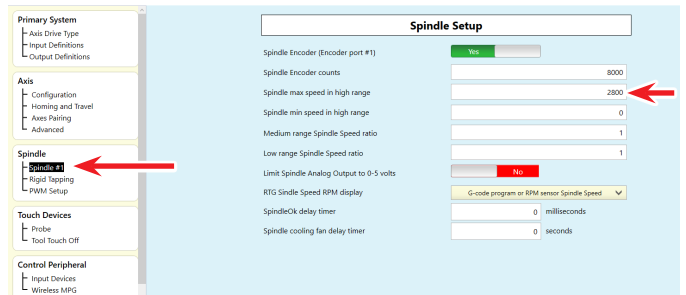 Primary System
Axis Drive Type
Input Definitions
Output Definitions
Axis
Configuration
Homing and Travel
Axes Pairing
Advanced
Spindle
Spindle #1
Rigid Tapping
PWM Setup
Touch Devices
Probe
Tool Touch Off
Control Peripheral
Input Devices
Wireless MPG
Spindle Setup
Spindle Encoder (Encoder port #1) Yes
Spindle Encoder counts 8000
Spindle max speed in high range 2800
Spindle min speed in high range 0
Medium range Spindle Speed ratio 1
Low range Spindle Speed ratio 1
Limit Spindle Analog Output to 0-5 volts No
RTG Sindle Speed RPM display G-code program or RPM sensor Spindle Speed
SpindleOk delay timer 0 milliseconds
Spindle cooling fan delay timer 0 seconds